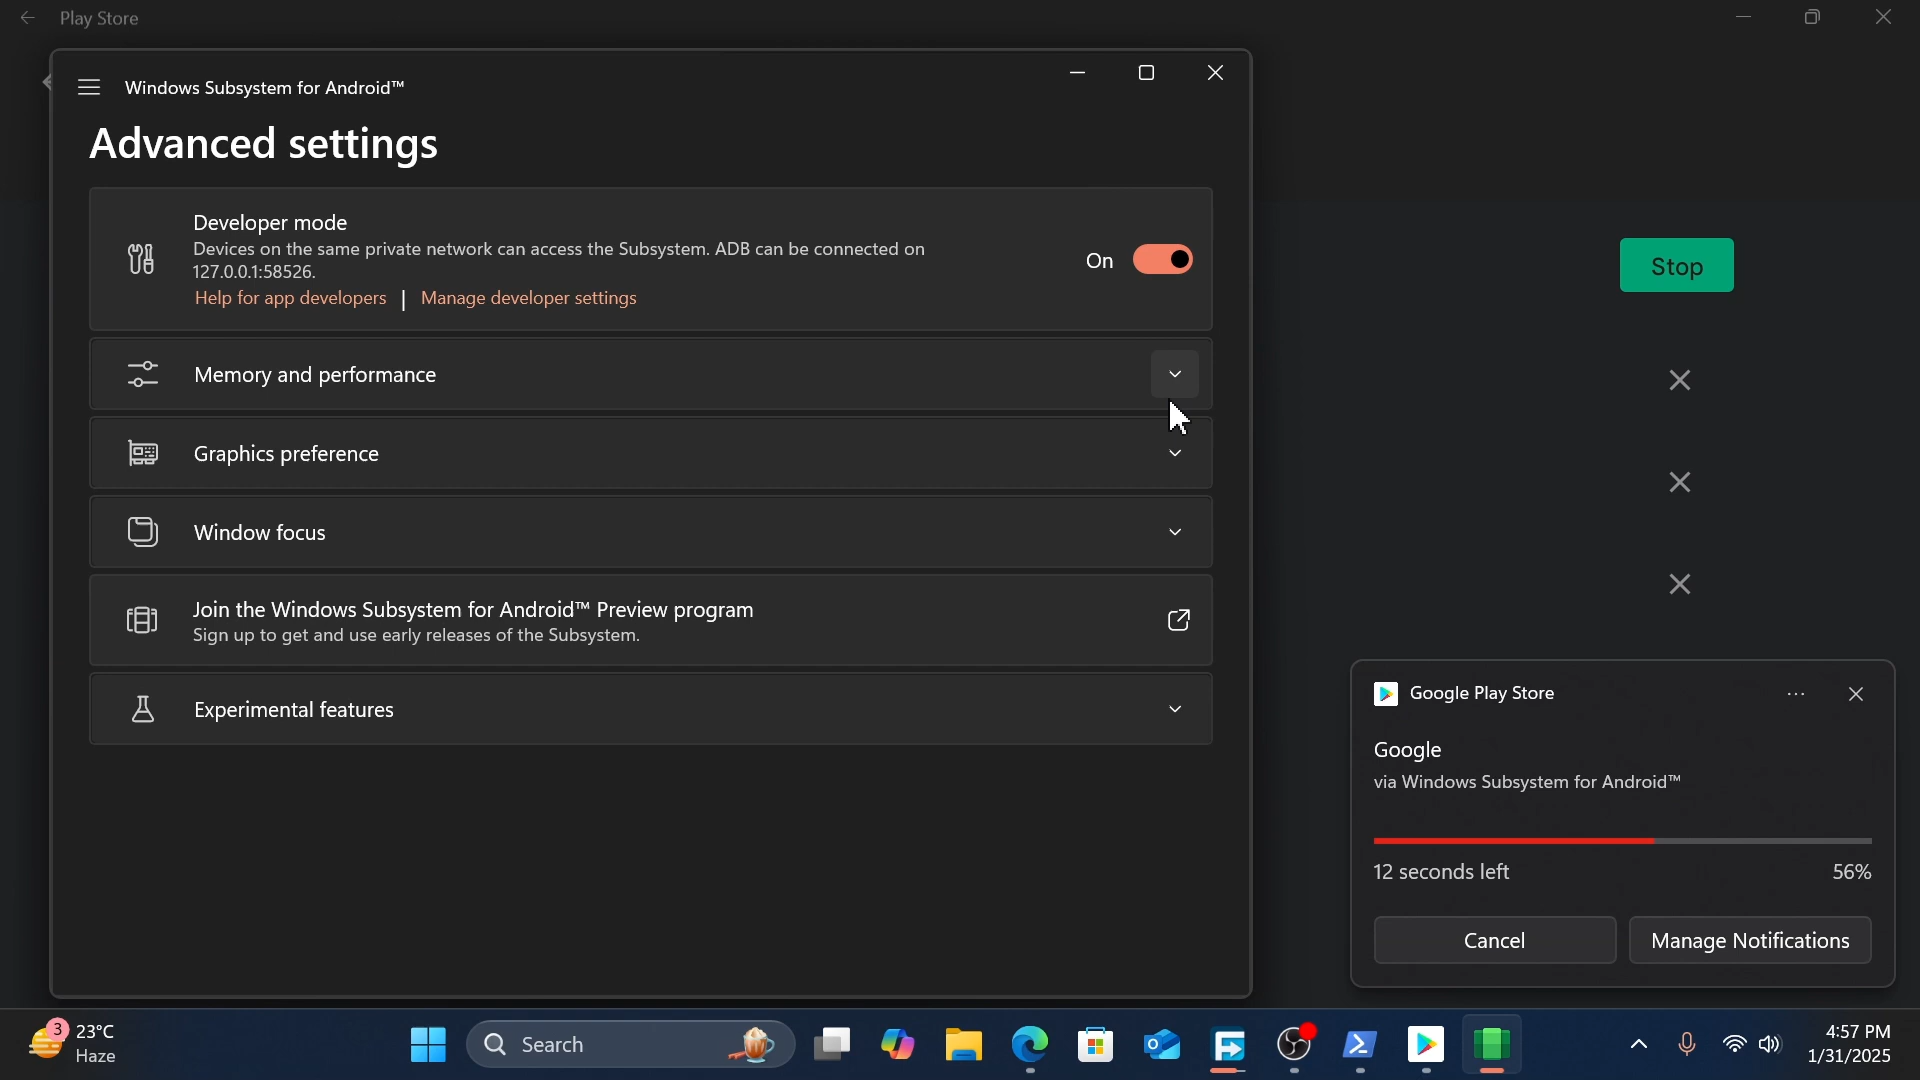 Play Store
Windows Subsystem for Android™
Advanced settings
Developer mode
Devices on the same private network can access the Subsystem. ADB can be connected on
127.0.0.1:58526.
On
Help for app developers | Manage developer settings
Memory and performance
Graphics preference
Window focus
Join the Windows Subsystem for Android™ Preview program
Sign up to get and use early releases of the Subsystem.
Experimental features
Stop
Google Play Store
Google
via Windows Subsystem for Android™
12 seconds left
56%
Cancel
Manage Notifications
3
23°C
Haze
Search
4:57 PM
1/31/2025